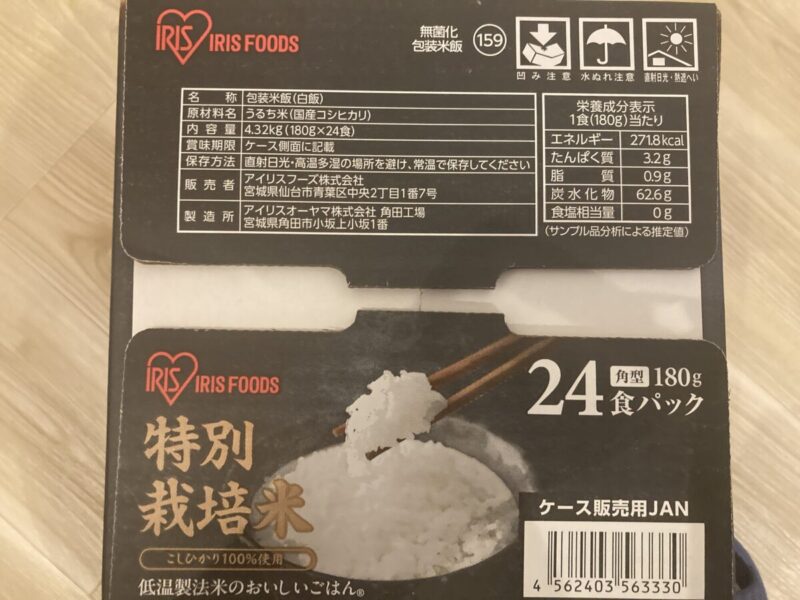 IRIS IRIS FOODS
無菌化
包装米飯
159
凹み注意
水ぬれ注意
直射日光・熱遮へい
名称 包装米飯(白飯)
原材料名 うるち米(国産コシヒカリ)
内容量 4.32kg(180g×24食)
賞味期限 ケース側面に記載
保存方法 直射日光・高温多湿の場所を避け、常温で保存してください
販売者 アイリスフーズ株式会社
宮城県仙台市青葉区中央2丁目1番7号
製造所 アイリスオーヤマ株式会社 角田工場
宮城県角田市小坂上小坂1番
栄養成分表示
1食(180g)当たり
エネルギー 271.8kcal
たんぱく質 3.2g
脂質 0.9g
炭水化物 62.6g
食塩相当量 0g
(サンプル品分析による推定値)
IRIS IRIS FOODS
特別
栽培米
こしひかり100%使用
低温製法米のおいしいごはん®
24 角型 180g
食パック
ケース販売用JAN
4 562403 563330